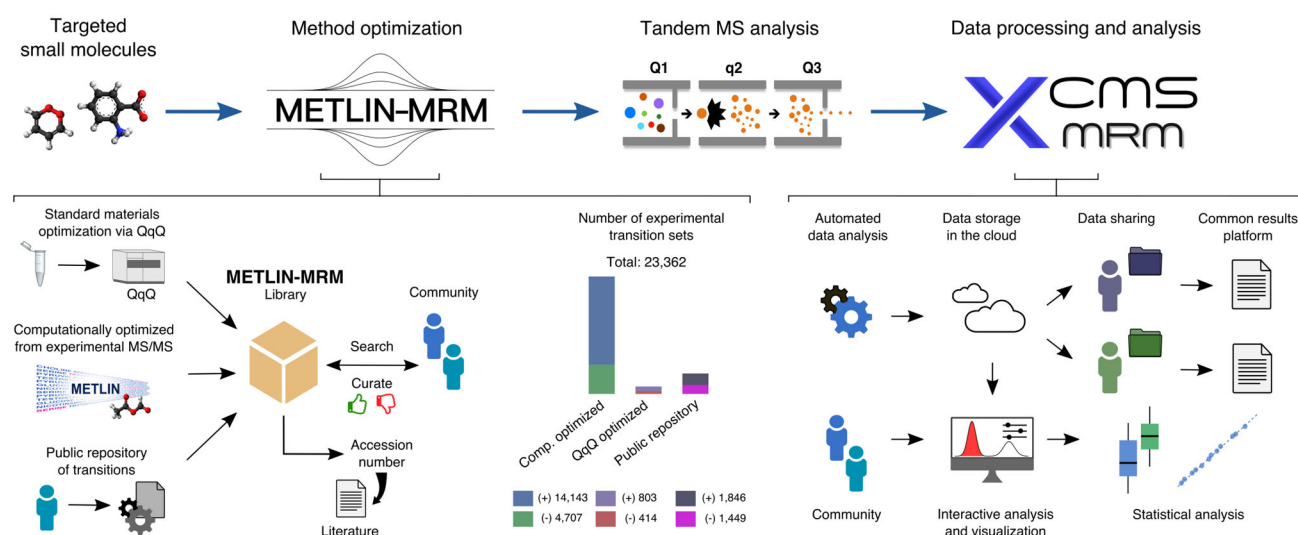 Targeted
small molecules
Method optimization
METLIN-MRM
Tandem MS analysis
Q1
q2
Q3
Data processing and analysis
XCMS
MRM
Standard materials
optimization via QqQ
QqQ
Computationally optimized
from experimental MS/MS
METLIN
Public repository
of transitions
METLIN-MRM
Library
Community
Search
Curate
Accession
number
Literature
Number of experimental
transition sets
Total: 23,362
Comp. optimized
QqQ optimized
Public repository
(+) 14,143
(+) 803
(+) 1,846
(-) 4,707
(-) 414
(-) 1,449
Automated
data analysis
Data storage
in the cloud
Data sharing
Common results
platform
Community
Interactive analysis
and visualization
Statistical analysis